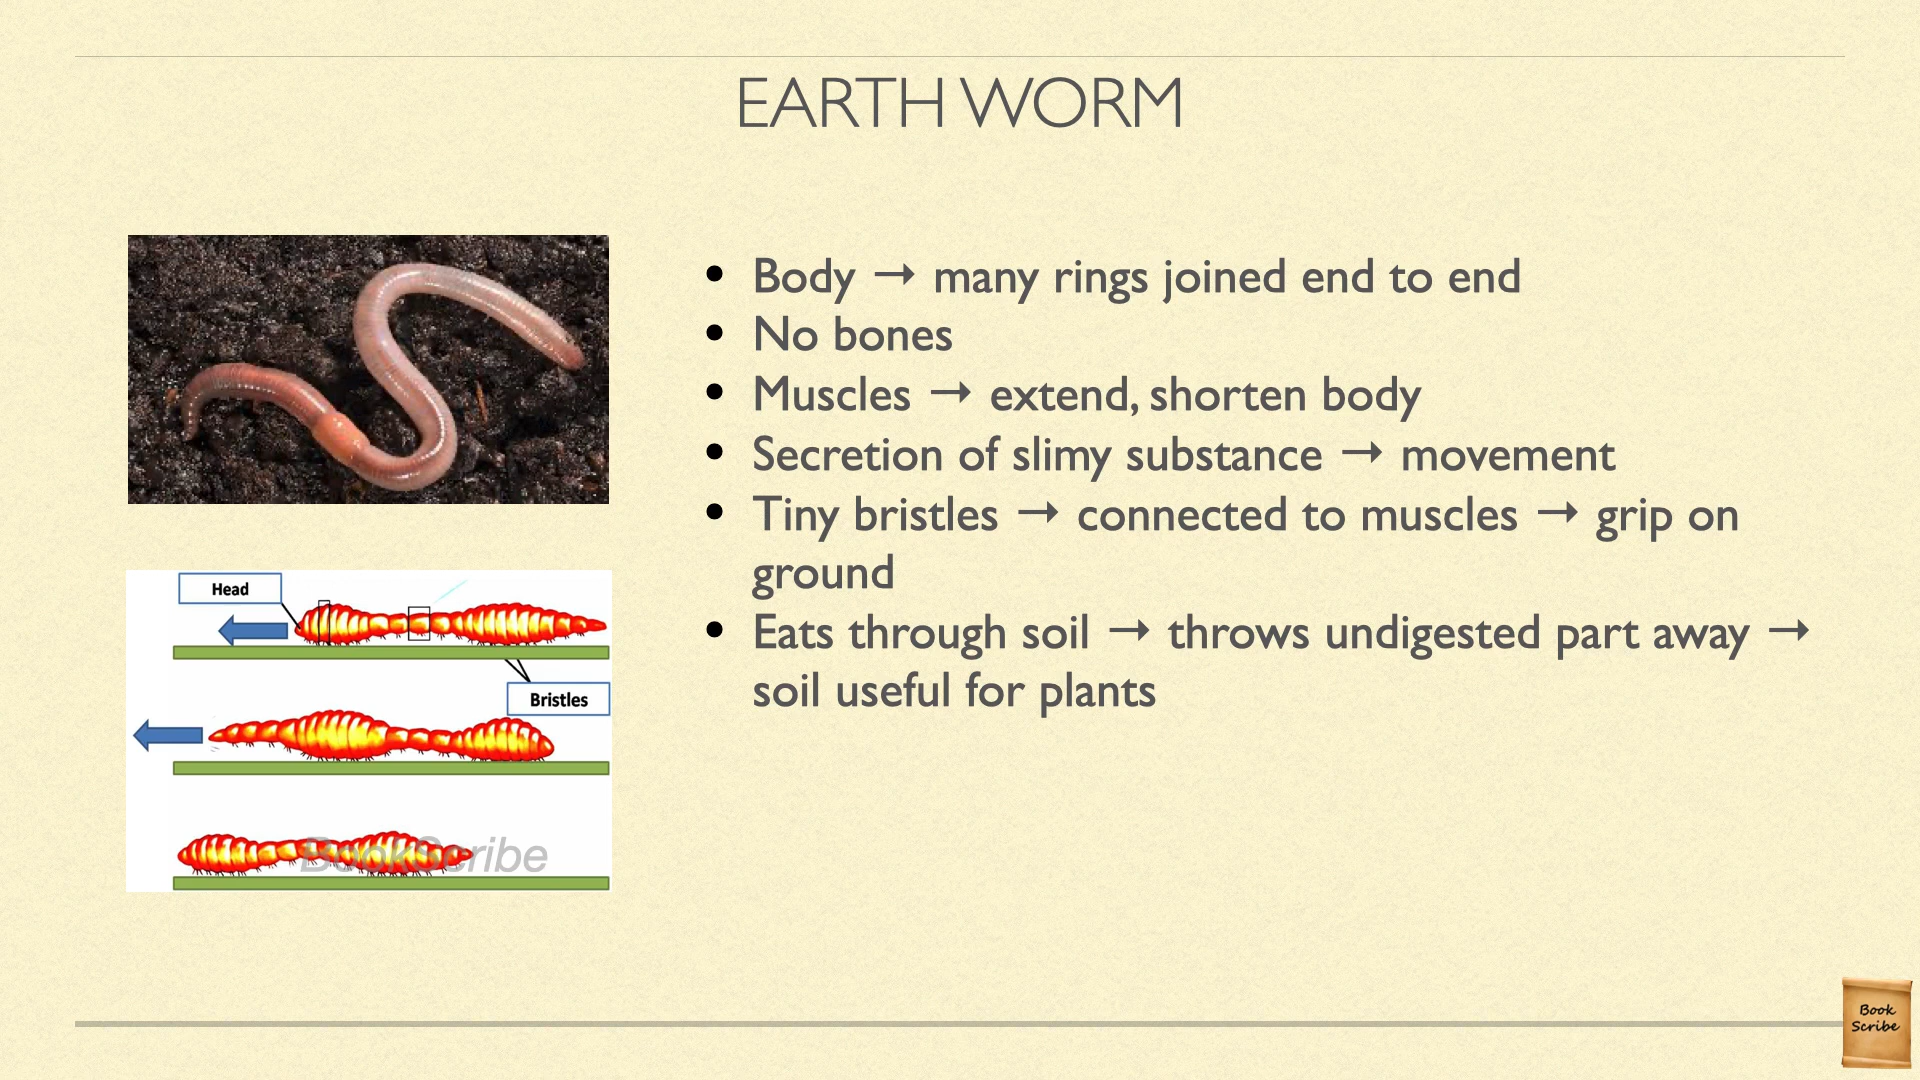 EARTH WORM
• Body → many rings joined end to end
• No bones
• Muscles → extend, shorten body
• Secretion of slimy substance → movement
• Tiny bristles → connected to muscles → grip on
ground
• Eats through soil → throws undigested part away →
soil useful for plants
Head
Bristles
BookScribe
Book
Scribe